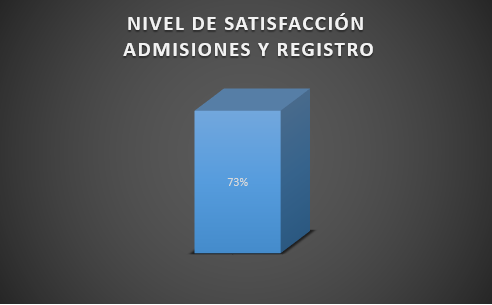 NIVEL DE SATISFACCIÓN
ADMISIONES Y REGISTRO
73%